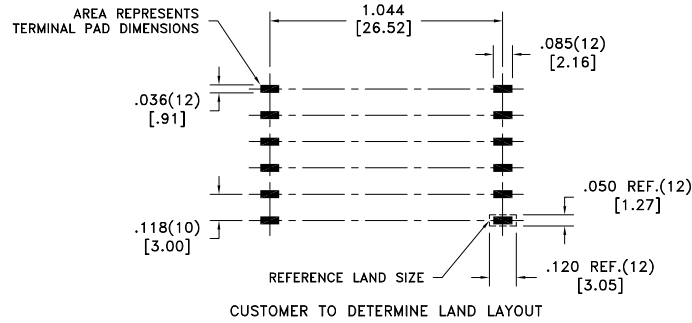 AREA REPRESENTS
TERMINAL PAD DIMENSIONS
1.044
[26.52]
.085(12)
[2.16]
.036(12)
[.91]
.050 REF.(12)
[1.27]
.118(10)
[3.00]
.120 REF.(12)
[3.05]
REFERENCE LAND SIZE
CUSTOMER TO DETERMINE LAND LAYOUT